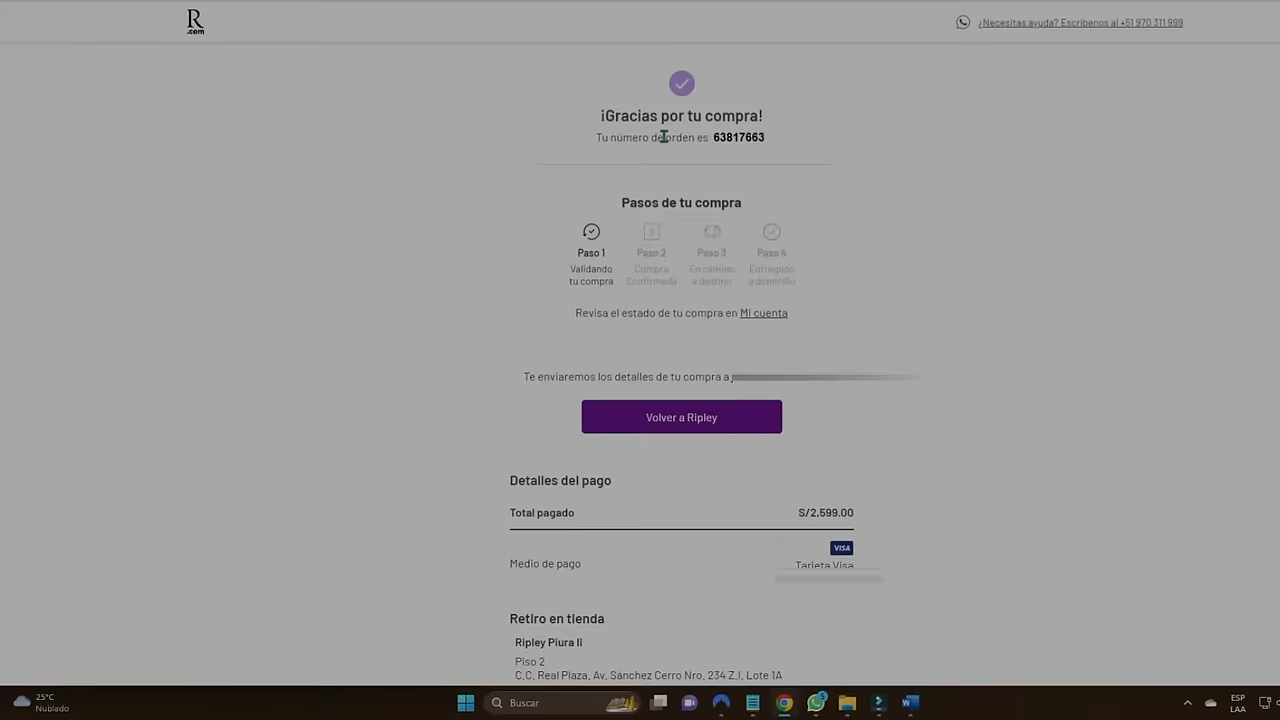 R
.com
¿Necesitas ayuda? Escríbenos al +51 970 311 999
¡Gracias por tu compra!
Tu número de orden es 63817663
Pasos de tu compra
Paso 1
Validando
tu compra
Paso 2
Compra
Confirmada
Paso 3
En camino
a destino
Paso 4
Entregado
a domicilio
Revisa el estado de tu compra en Mi cuenta
Te enviaremos los detalles de tu compra a
Volver a Ripley
Detalles del pago
Total pagado S/2,599.00
VISA
Medio de pago Tarjeta Visa
Retiro en tienda
Ripley Piura Ii
Piso 2
C.C. Real Plaza, Av. Sánchez Cerro Nro. 234 Z.I. Lote 1A
25°C
Nublado
Buscar
5
ESP
LAA